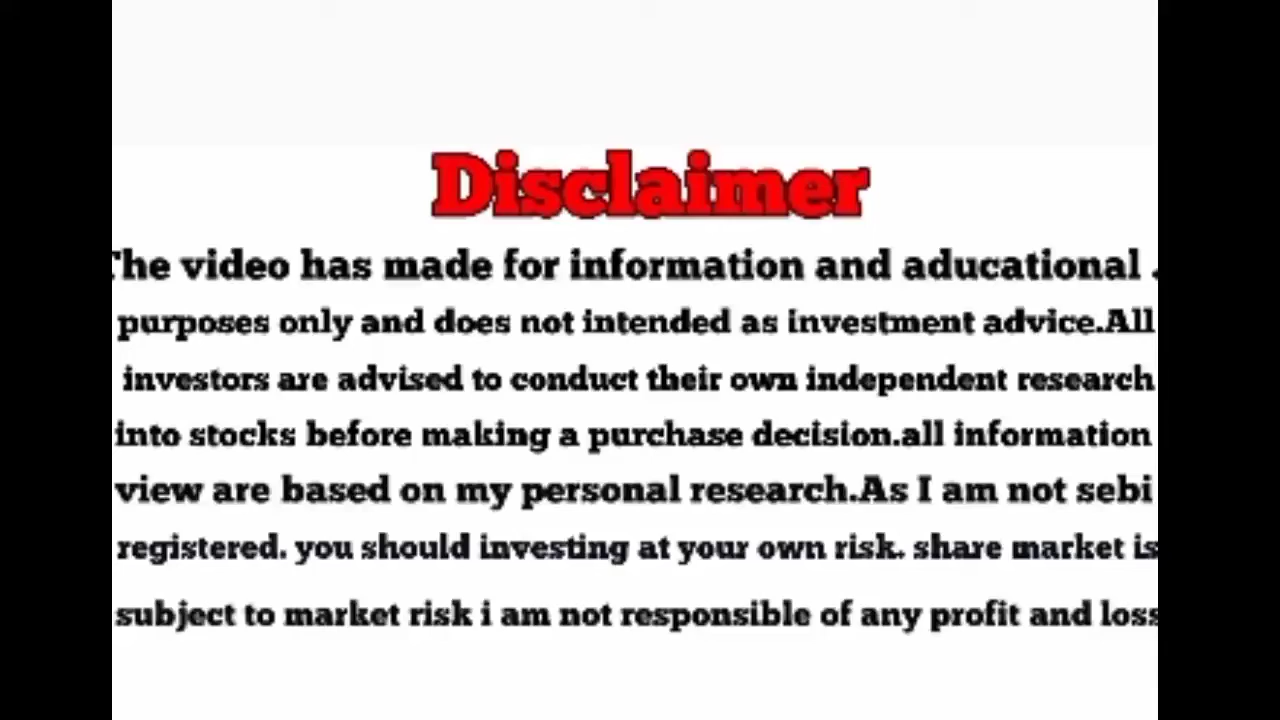 Disclaimer
The video has made for information and aducational .
purposes only and does not intended as investment advice.All
investors are advised to conduct their own independent research
into stocks before making a purchase decision.all information
view are based on my personal research.As I am not sebi
registered. you should investing at your own risk. share market is
subject to market risk i am not responsible of any profit and loss